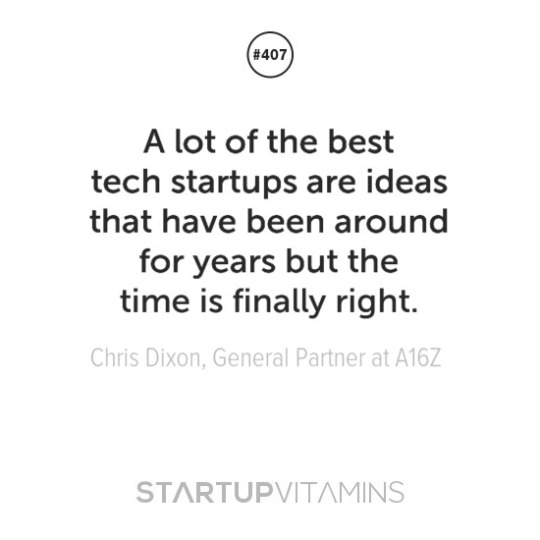 #407
A lot of the best
tech startups are ideas
that have been around
for years but the
time is finally right.
Chris Dixon, General Partner at A16Z
STARTUPVITAMINS